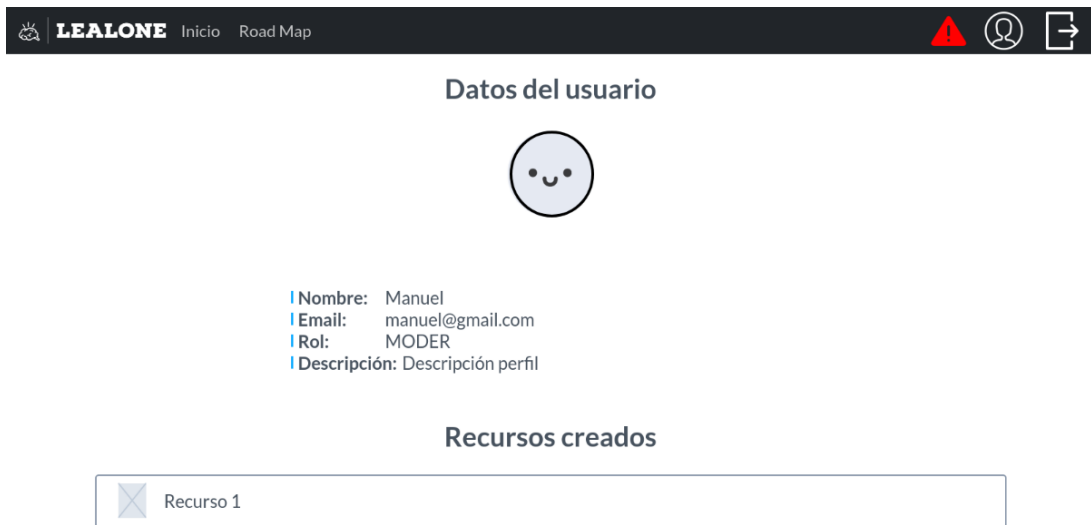 LEALONE Inicio Road Map
Datos del usuario
Nombre: Manuel
Email: manuel@gmail.com
Rol: MODER
Descripción: Descripción perfil
Recursos creados
Recurso 1